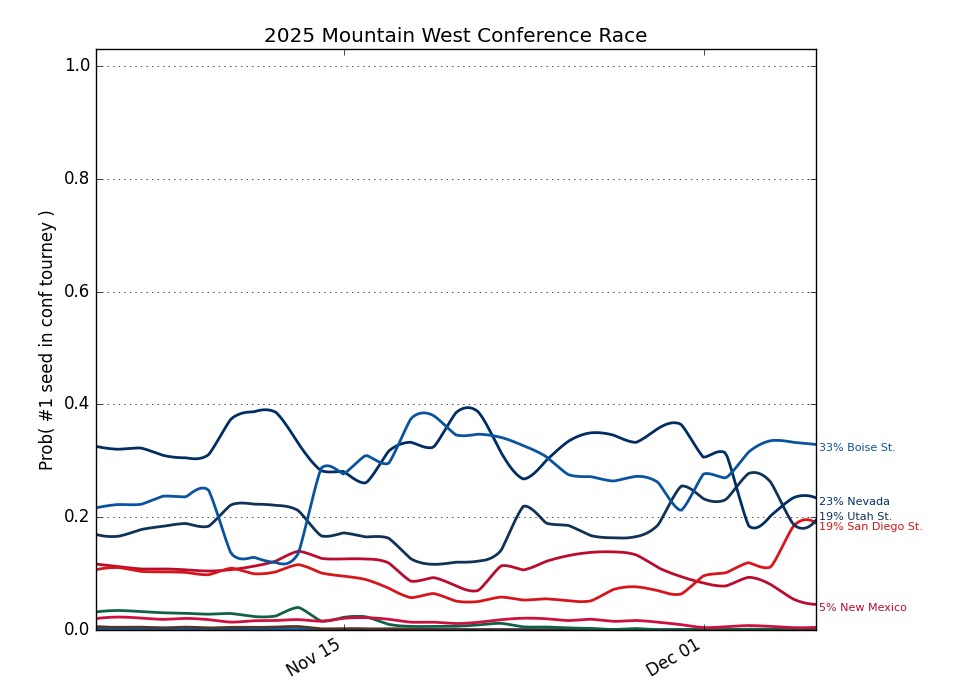 2025 Mountain West Conference Race
Prob( #1 seed in conf tourney )
1.0
0.8
0.6
0.4
0.2
0.0
Nov 15
Dec 01
33% Boise St.
23% Nevada
19% Utah St.
19% San Diego St.
5% New Mexico